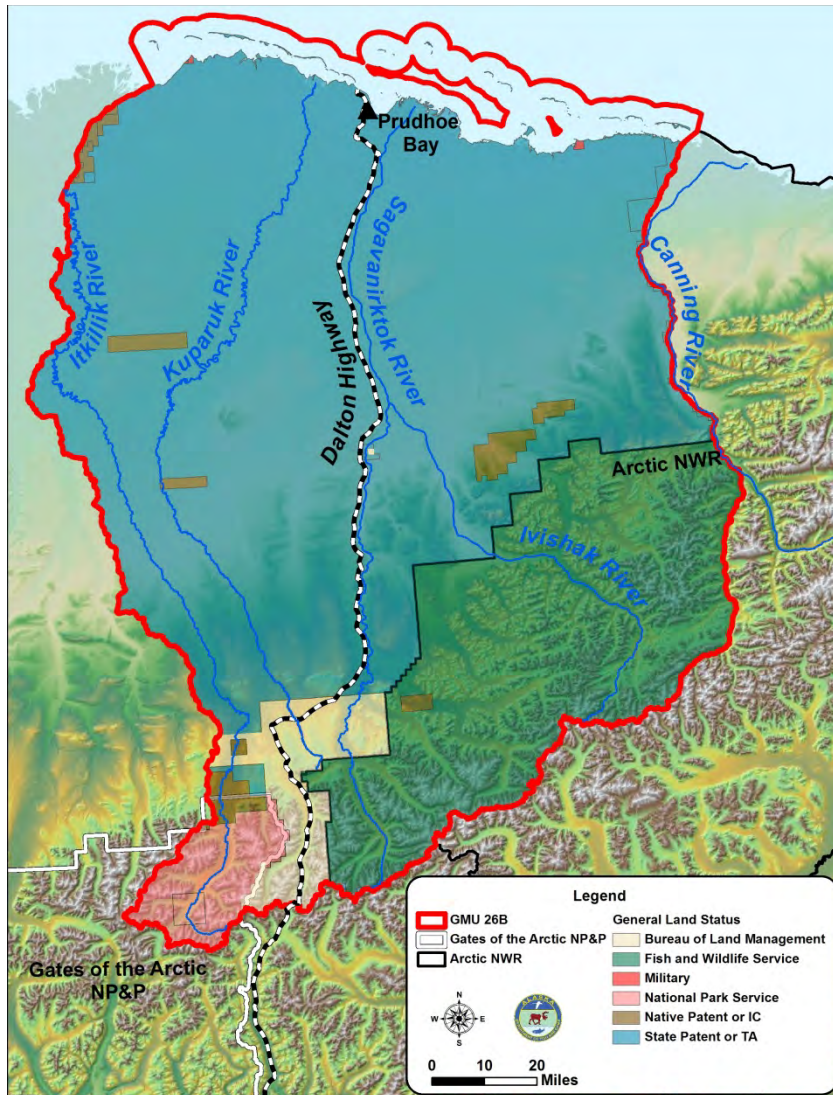 Prudhoe
Bay
Itkillik River
Kuparuk River
Sagavanirktok River
Dalton Highway
Canning River
Arctic NWR
Ivishak River
Gates of the Arctic
NP&P
Legend
GMU 26B
Gates of the Arctic NP&P
Arctic NWR
General Land Status
Bureau of Land Management
Fish and Wildlife Service
Military
National Park Service
Native Patent or IC
State Patent or TA
N
W E
S
ALASKA
0 10 20
Miles